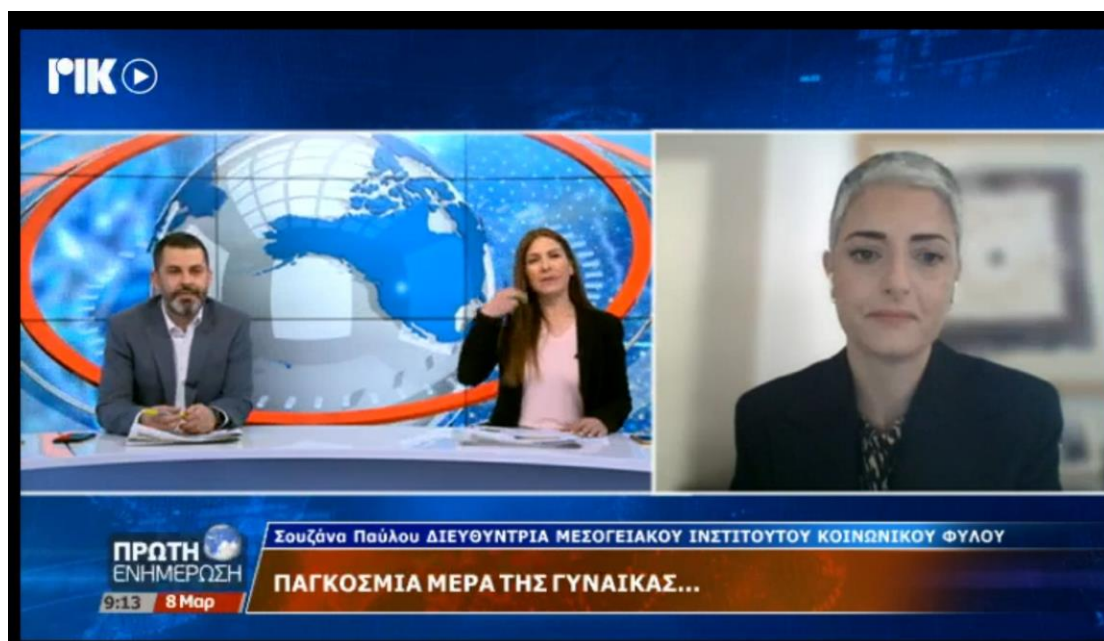 ΡΙΚ
Σουζάνα Παύλου ΔΙΕΥΘΥΝΤΡΙΑ ΜΕΣΟΓΕΙΑΚΟΥ ΙΝΣΤΙΤΟΥΤΟΥ ΚΟΙΝΩΝΙΚΟΥ ΦΥΛΟΥ
ΠΡΩΤΗ
ΕΝΗΜΕΡΩΣΗ
ΠΑΓΚΟΣΜΙΑ ΜΕΡΑ ΤΗΣ ΓΥΝΑΙΚΑΣ...
9:13 8 Μαρ